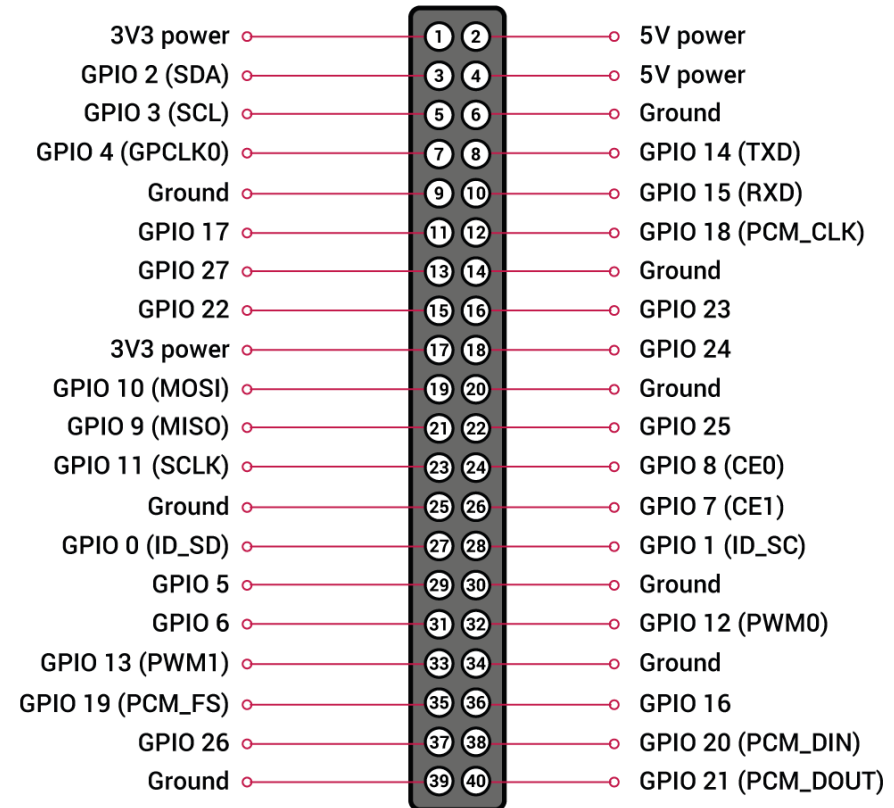 3V3 power 1 2 5V power
GPIO 2 (SDA) 3 4 5V power
GPIO 3 (SCL) 5 6 Ground
GPIO 4 (GPCLK0) 7 8 GPIO 14 (TXD)
Ground 9 10 GPIO 15 (RXD)
GPIO 17 11 12 GPIO 18 (PCM_CLK)
GPIO 27 13 14 Ground
GPIO 22 15 16 GPIO 23
3V3 power 17 18 GPIO 24
GPIO 10 (MOSI) 19 20 Ground
GPIO 9 (MISO) 21 22 GPIO 25
GPIO 11 (SCLK) 23 24 GPIO 8 (CE0)
Ground 25 26 GPIO 7 (CE1)
GPIO 0 (ID_SD) 27 28 GPIO 1 (ID_SC)
GPIO 5 29 30 Ground
GPIO 6 31 32 GPIO 12 (PWM0)
GPIO 13 (PWM1) 33 34 Ground
GPIO 19 (PCM_FS) 35 36 GPIO 16
GPIO 26 37 38 GPIO 20 (PCM_DIN)
Ground 39 40 GPIO 21 (PCM_DOUT)